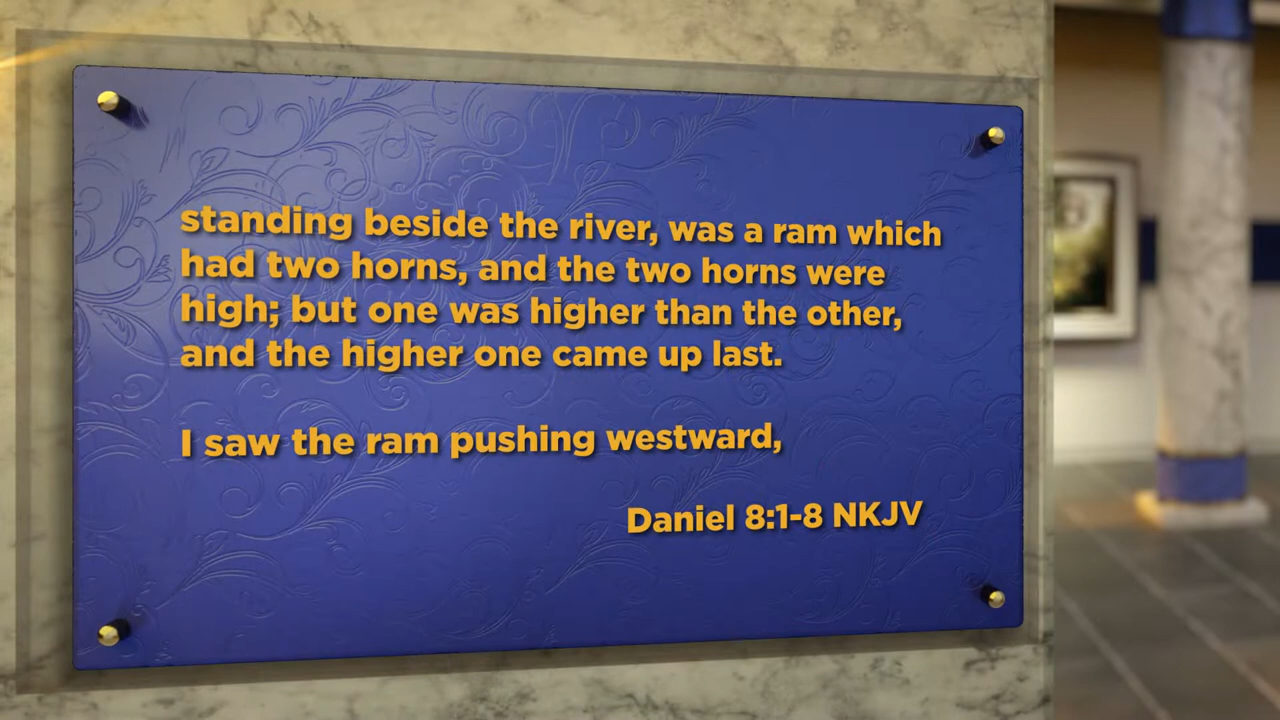 standing beside the river, was a ram which
had two horns, and the two horns were
high; but one was higher than the other,
and the higher one came up last.
I saw the ram pushing westward,
Daniel 8:1-8 NKJV